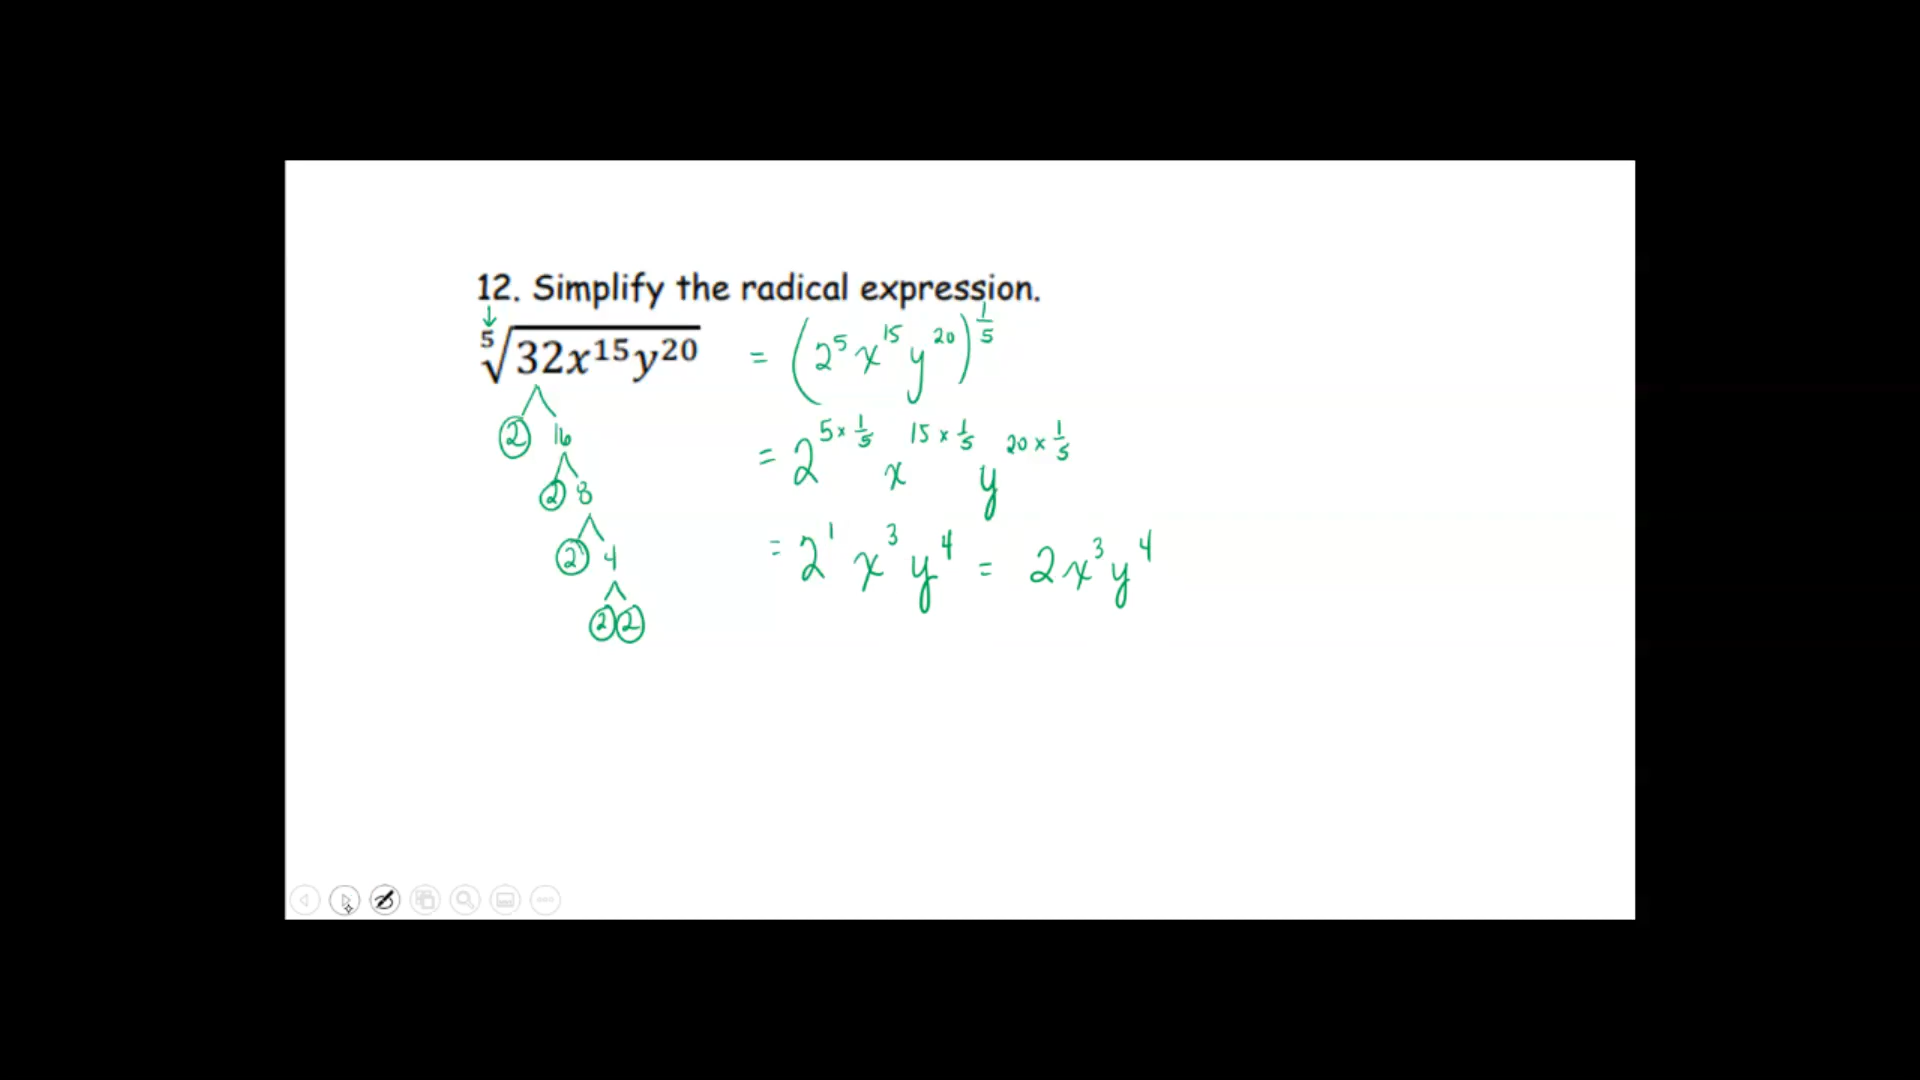 12. Simplify the radical expression.
↓
⁵√32x¹⁵y²⁰ = (2⁵x¹⁵y²⁰)^(1/5)
2 16
= 2^(5×1/5) x^(15×1/5) y^(20×1/5)
2 8
= 2¹x³y⁴ = 2x³y⁴
2 4
2 2